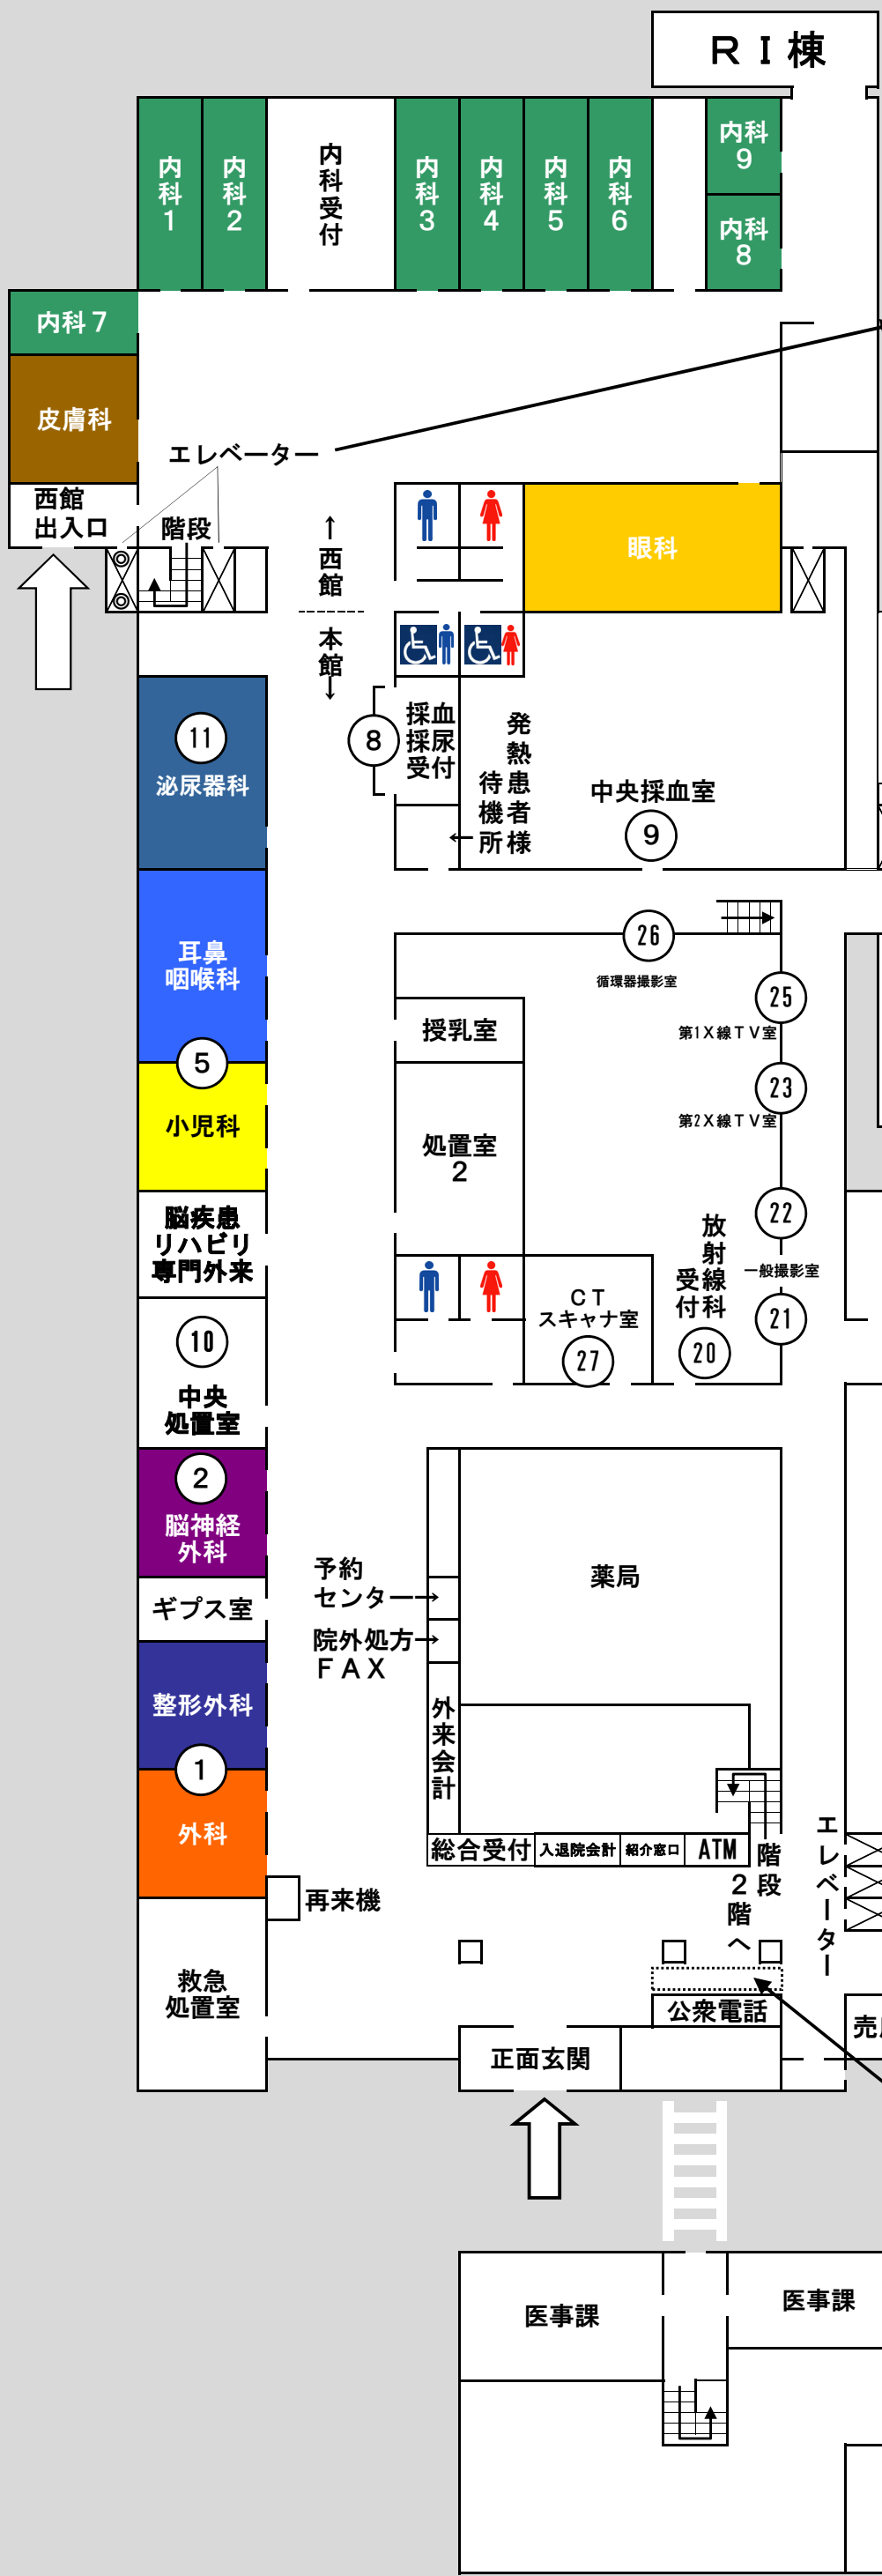 ＲＩ棟
内科1
内科2
内科受付
内科3
内科4
内科5
内科6
内科
9
内科
8
内科7
皮膚科
エレベーター
西館
出入口
階段
↑西館
本館↓
眼科
11
泌尿器科
8
採血
採尿
受付
発熱患者様
待機所
←
中央採血室
9
26
循環器撮影室
25
第1X線TV室
23
第2X線TV室
耳鼻
咽喉科
5
小児科
授乳室
処置室
2
22
一般撮影室
21
放射線科
受付
20
CT
スキャナ室
27
脳疾患
リハビリ
専門外来
10
中央
処置室
2
脳神経
外科
ギプス室
整形外科
1
外科
予約
センター→
院外処方→
FAX
薬局
外来会計
総合受付
入退院会計
紹介窓口
ATM
階段
2階へ
エレベーター
再来機
救急
処置室
公衆電話
正面玄関
医事課
医事課